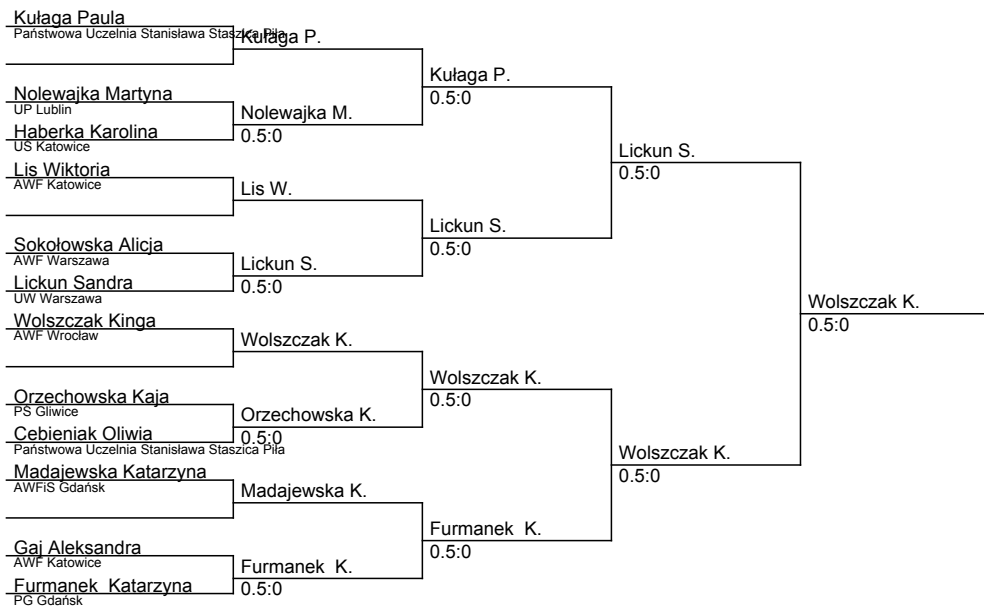 Kułaga Paula
Państwowa Uczelnia Stanisława Staszica Piła
Kułaga P.
Kułaga P.
0.5:0
Nolewajka Martyna
UP Lublin
Nolewajka M.
0.5:0
Haberka Karolina
US Katowice
Lickun S.
0.5:0
Lis Wiktoria
AWF Katowice
Lis W.
Lickun S.
0.5:0
Sokołowska Alicja
AWF Warszawa
Lickun S.
0.5:0
Lickun Sandra
UW Warszawa
Wolszczak K.
0.5:0
Wolszczak Kinga
AWF Wrocław
Wolszczak K.
Wolszczak K.
0.5:0
Orzechowska Kaja
PS Gliwice
Orzechowska K.
0.5:0
Cebieniak Oliwia
Państwowa Uczelnia Stanisława Staszica Piła
Wolszczak K.
0.5:0
Madajewska Katarzyna
AWFiS Gdańsk
Madajewska K.
Furmanek  K.
0.5:0
Gaj Aleksandra
AWF Katowice
Furmanek  K.
0.5:0
Furmanek  Katarzyna
PG Gdańsk